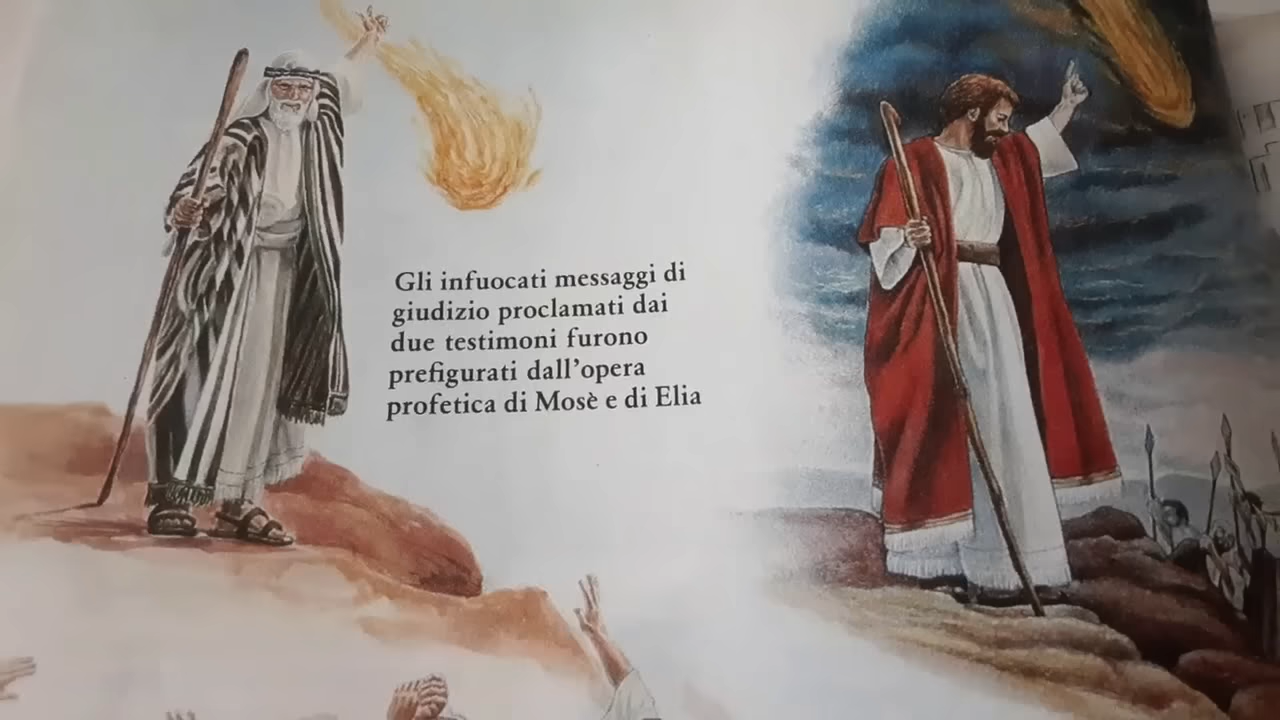 Gli infuocati messaggi di
giudizio proclamati dai
due testimoni furono
prefigurati dall'opera
profetica di Mosè e di Elia